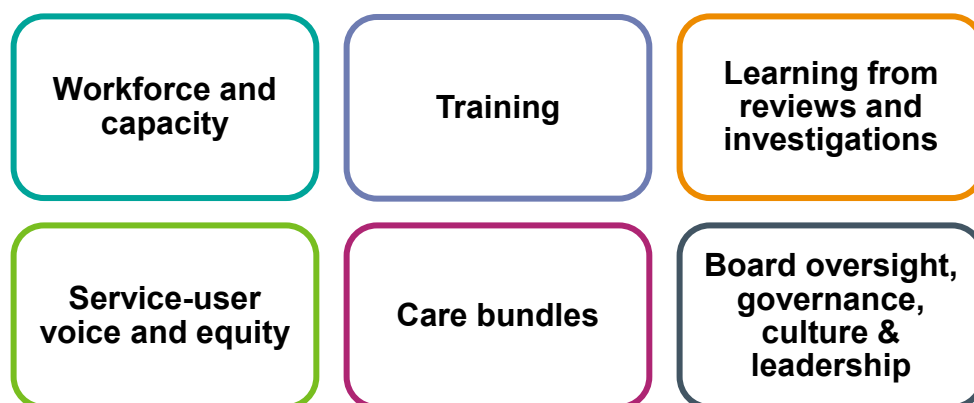 Workforce and
capacity
Training
Learning from
reviews and
investigations
Service-user
voice and equity
Care bundles
Board oversight,
governance,
culture &
leadership